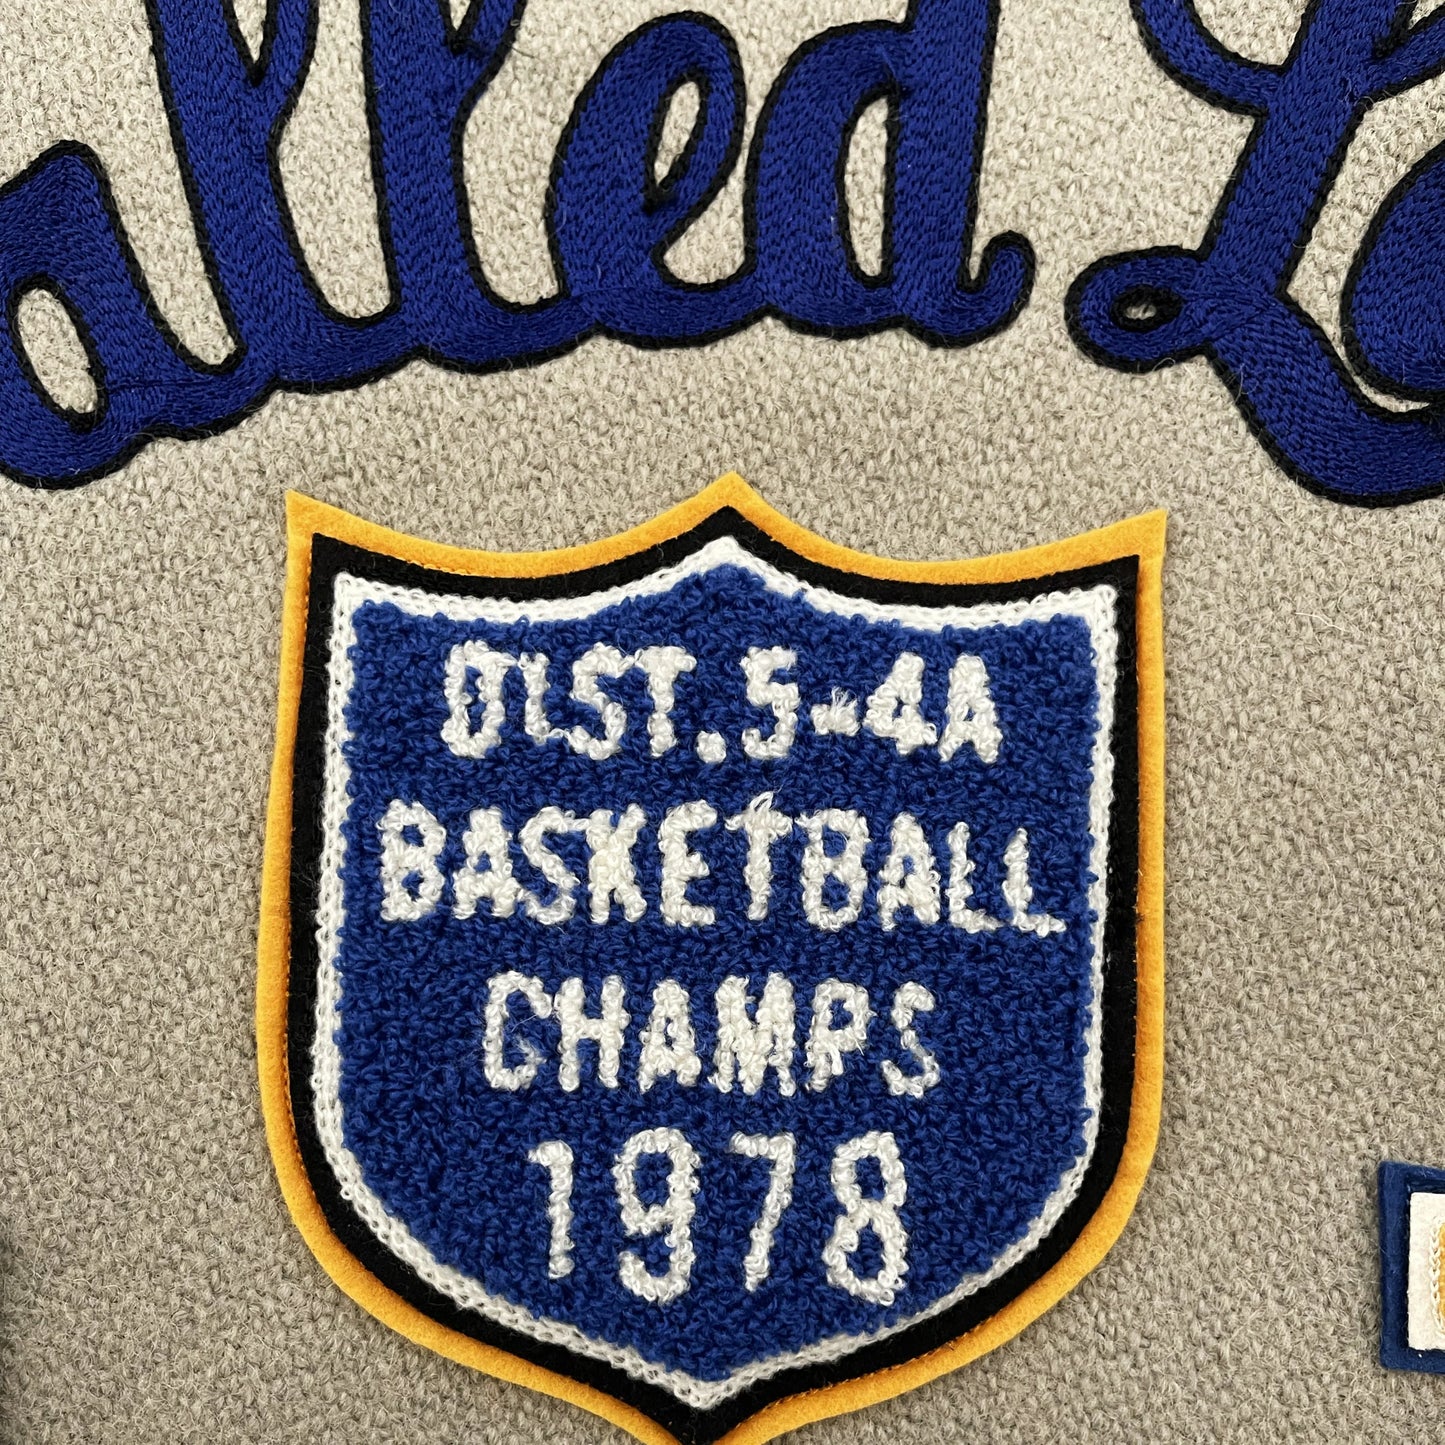 DIST. 5-4A
BASKETBALL
CHAMPS
1978